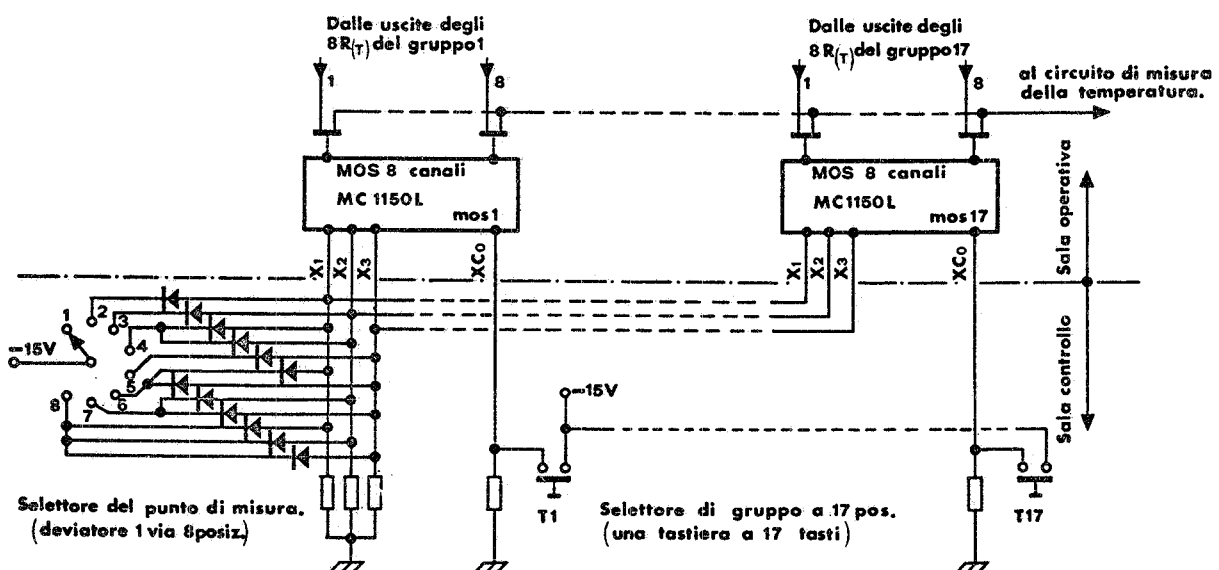 Dalle uscite degli
8R(T) del gruppo1
Dalle uscite degli
8R(T) del gruppo17
1
8
1
8
al circuito di misura
della temperatura.
MOS 8 canali
MC1150L
mos1
MOS 8 canali
MC1150L
mos17
Sala operativa
X1
X2
X3
XC0
X1
X2
X3
XC0
1
2
3
4
5
6
7
8
-15V
-15V
Sala controllo
Selettore del punto di misura.
(deviatore 1 via 8posiz.)
T1
Selettore di gruppo a 17 pos.
(una tastiera a 17 tasti)
T17